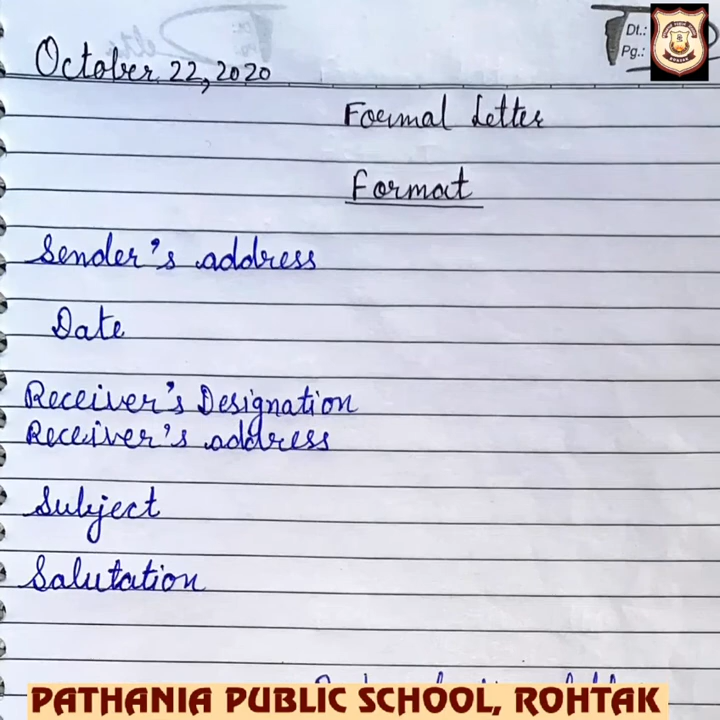 Dt.:
Pg.:
October 22, 2020
Formal Letter
Format
Sender's address
Date
Receiver's Designation
Receiver's address
Subject
Salutation
PATHANIA PUBLIC SCHOOL, ROHTAK